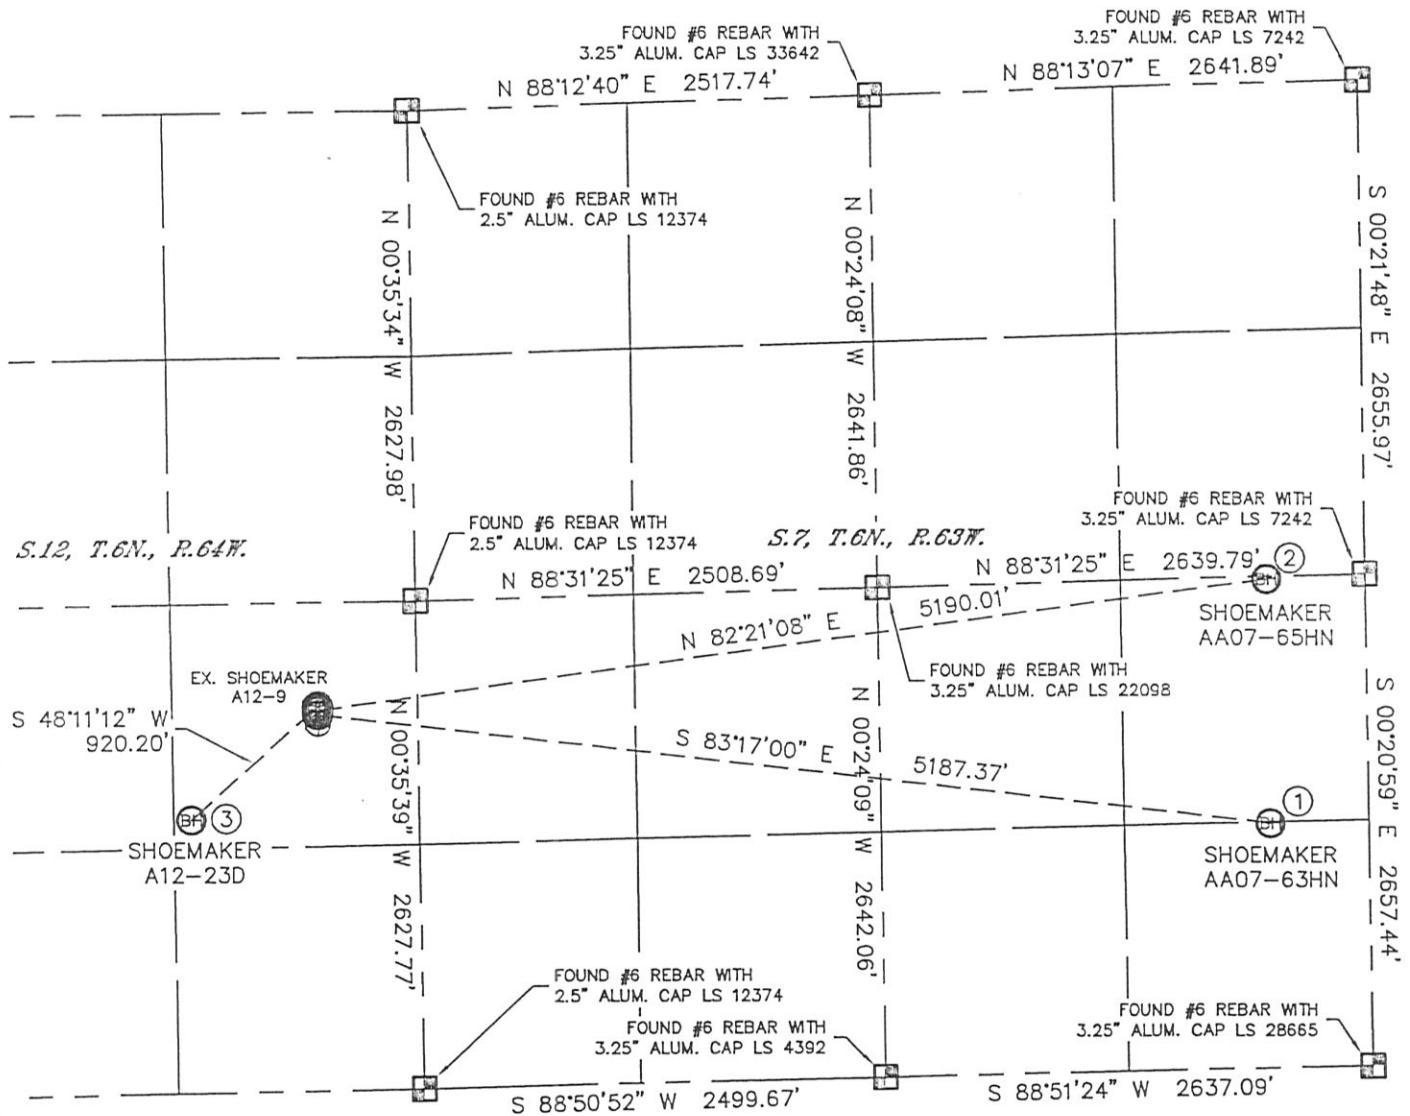 FOUND #6 REBAR WITH
3.25" ALUM. CAP LS 33642
FOUND #6 REBAR WITH
3.25" ALUM. CAP LS 7242
N 88°12'40" E 2517.74'
N 88°13'07" E 2641.89'
FOUND #6 REBAR WITH
2.5" ALUM. CAP LS 12374
N 00°35'34" W 2627.98'
N 00°24'08" W 2641.86'
S 00°21'48" E 2655.97'
FOUND #6 REBAR WITH
3.25" ALUM. CAP LS 7242
FOUND #6 REBAR WITH
2.5" ALUM. CAP LS 12374
S.12, T.6N., R.64W.
S.7, T.6N., R.63W.
N 88°31'25" E 2508.69'
N 88°31'25" E 2639.79'
BH
2
SHOEMAKER
AA07-65HN
N 82°21'08" E 5190.01'
FOUND #6 REBAR WITH
3.25" ALUM. CAP LS 22098
EX. SHOEMAKER
A12-9
S 48°11'12" W
920.20'
S 83°17'00" E 5187.37'
N 00°35'39" W 2627.77'
N 00°24'09" W 2642.06'
S 00°20'59" E 2657.44'
BH
1
SHOEMAKER
AA07-63HN
BH
3
SHOEMAKER
A12-23D
FOUND #6 REBAR WITH
2.5" ALUM. CAP LS 12374
FOUND #6 REBAR WITH
3.25" ALUM. CAP LS 4392
FOUND #6 REBAR WITH
3.25" ALUM. CAP LS 28665
S 88°50'52" W 2499.67'
S 88°51'24" W 2637.09'